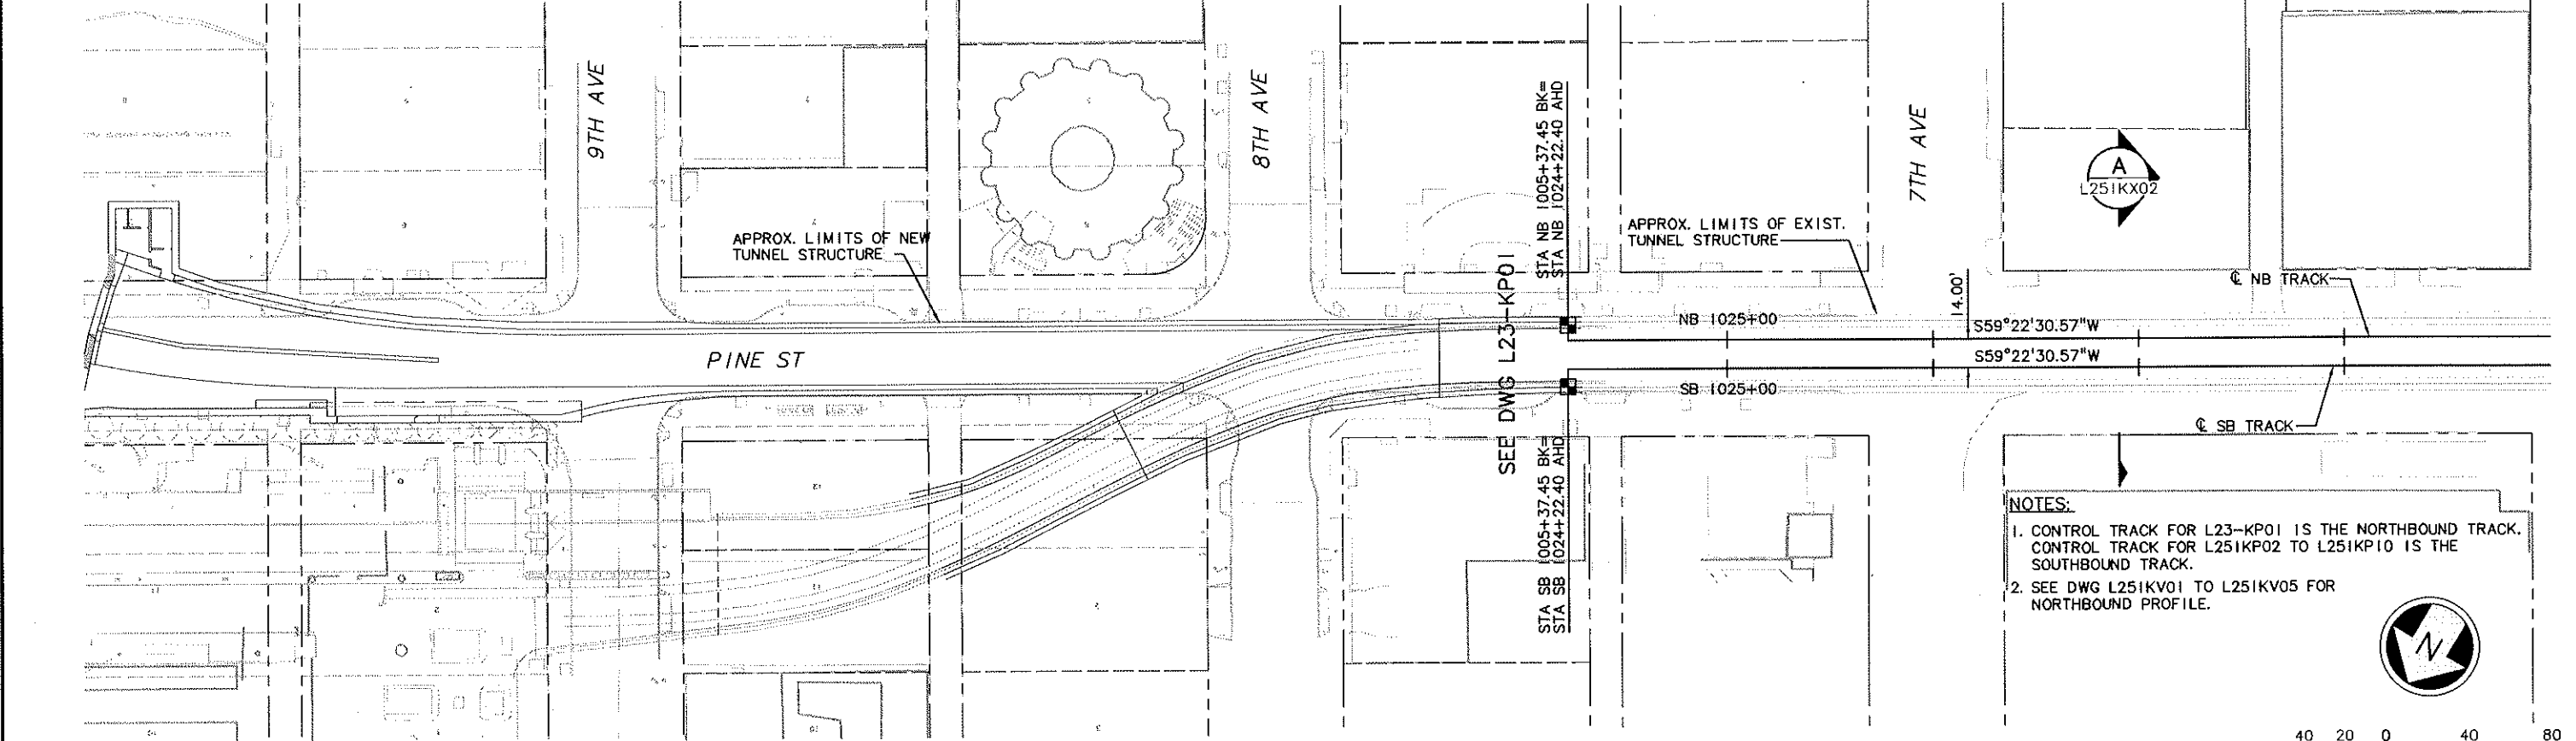 9TH AVE
8TH AVE
7TH AVE
STA NB 1005+37.45 BK=
STA NB 1024+22.40 AHD
A
L251KX02
APPROX. LIMITS OF NEW
TUNNEL STRUCTURE
APPROX. LIMITS OF EXIST.
TUNNEL STRUCTURE
SEE DWG L23-KP01
14.00'
℄ NB TRACK
NB 1025+00
S59°22'30.57"W
PINE ST
S59°22'30.57"W
SB 1025+00
℄ SB TRACK
STA SB 1005+37.45 BK=
STA SB 1024+22.40 AHD
NOTES:
1. CONTROL TRACK FOR L23-KP01 IS THE NORTHBOUND TRACK.
CONTROL TRACK FOR L251KP02 TO L251KP10 IS THE
SOUTHBOUND TRACK.
2. SEE DWG L251KV01 TO L251KV05 FOR
NORTHBOUND PROFILE.
N
40 20 0 40 80